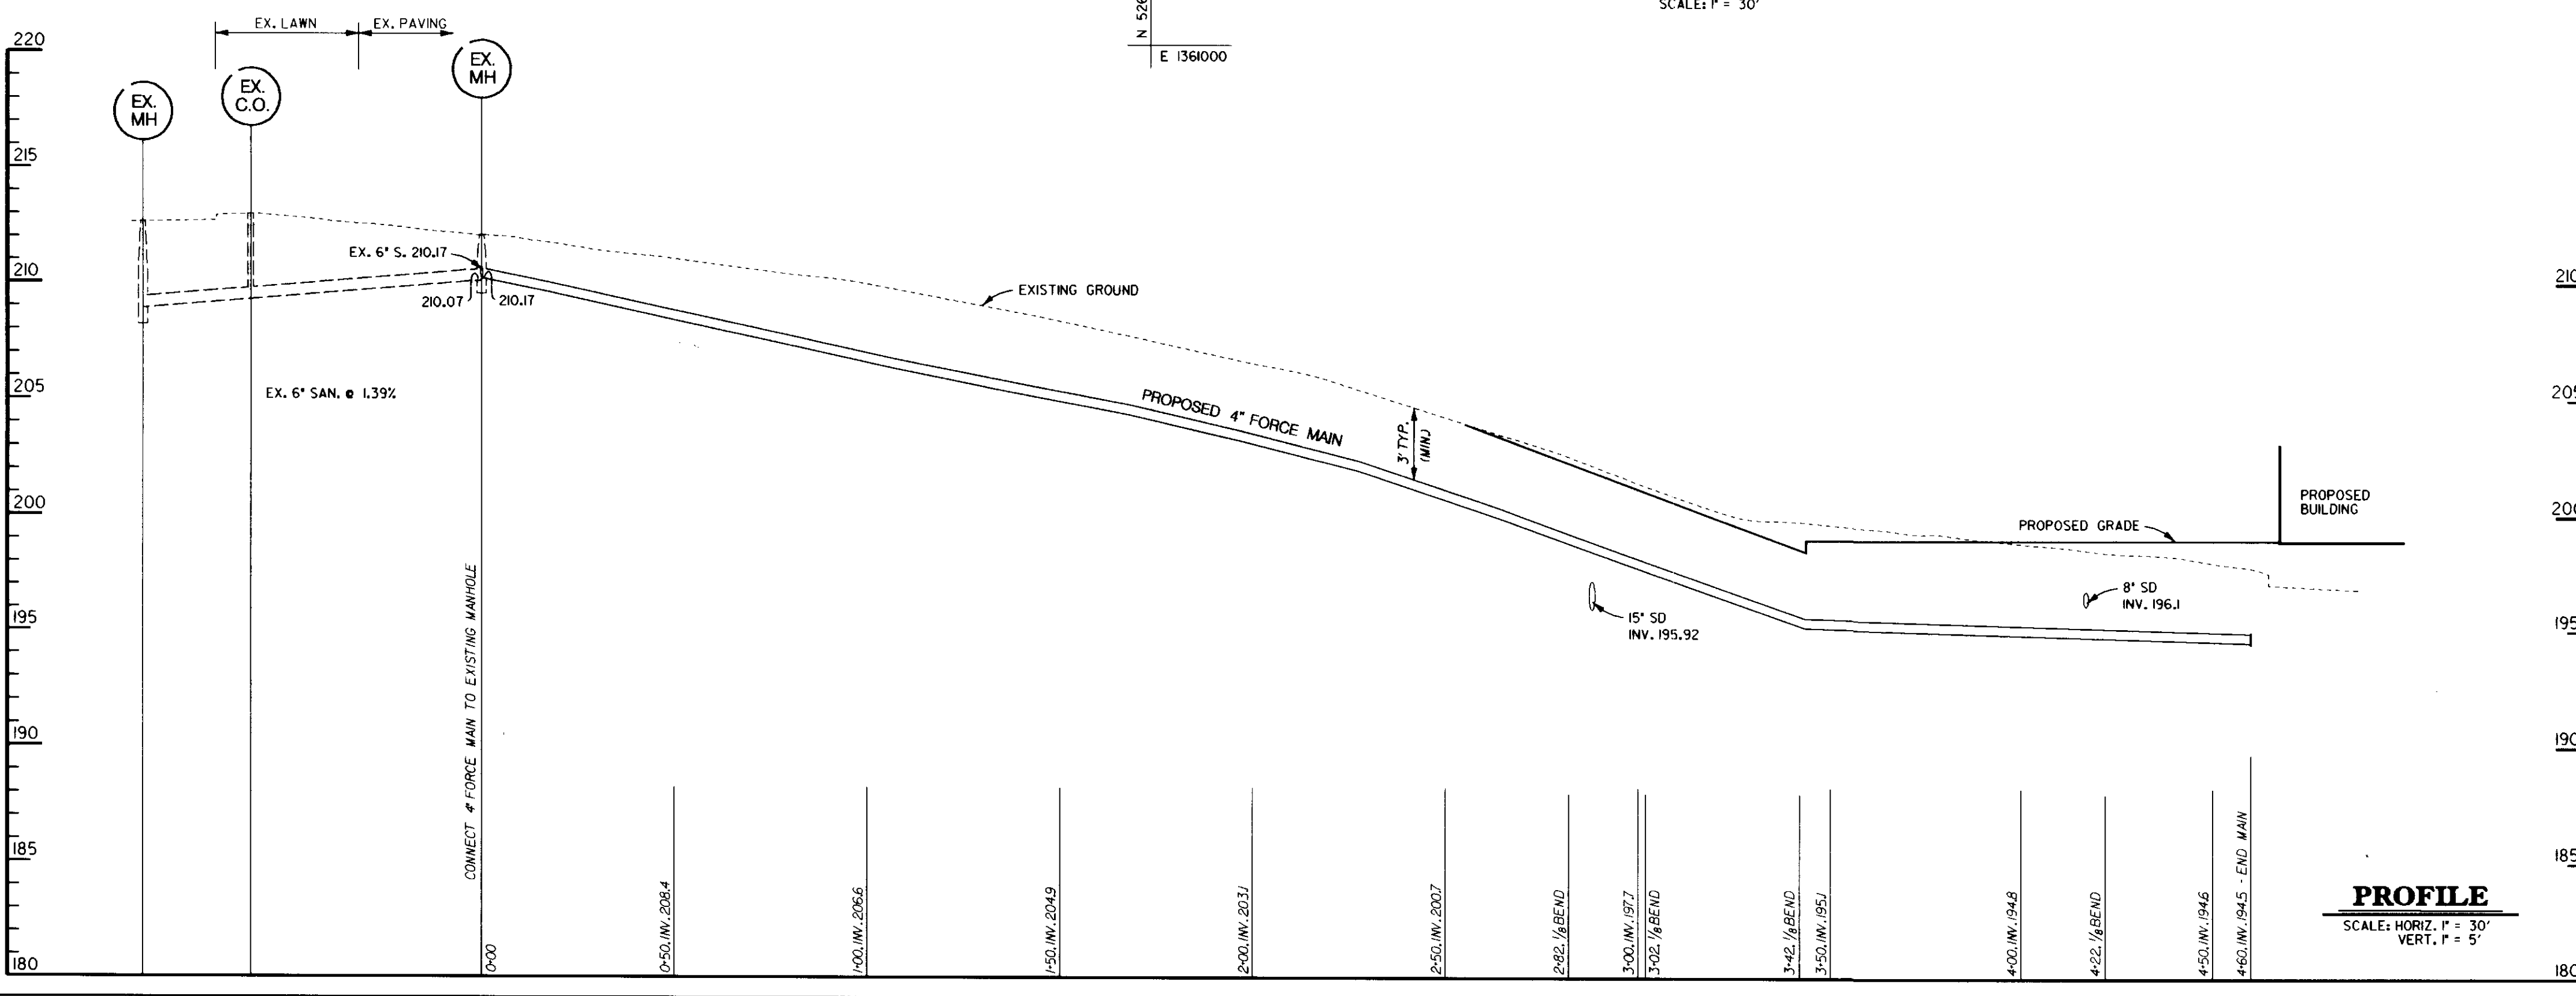 SCALE: 1" = 30'
N 526
E 1361000
EX. LAWN
EX. PAVING
EX.
MH
EX.
C.O.
EX.
MH
220
215
210
205
200
195
190
185
180
EX. 6" S. 210.17
210.07
210.17
EX. 6" SAN. @ 1.39%
EXISTING GROUND
PROPOSED 4" FORCE MAIN
3' TYP.
(MIN.)
15" SD
INV. 195.92
8" SD
INV. 196.1
PROPOSED GRADE
PROPOSED
BUILDING
CONNECT 4" FORCE MAIN TO EXISTING MANHOLE
0+00
0+50, INV. 208.4
1+00, INV. 206.6
1+50, INV. 204.9
2+00, INV. 203.1
2+50, INV. 200.7
2+82, 1/8 BEND
3+00, INV. 197.7
3+02, 1/8 BEND
3+42, 1/8 BEND
3+50, INV. 195.1
4+00, INV. 194.8
4+22, 1/8 BEND
4+50, INV. 194.6
4+60, INV. 194.5 - END MAIN
210
205
200
195
190
185
180
PROFILE
SCALE: HORIZ. 1" = 30'
VERT. 1" = 5'